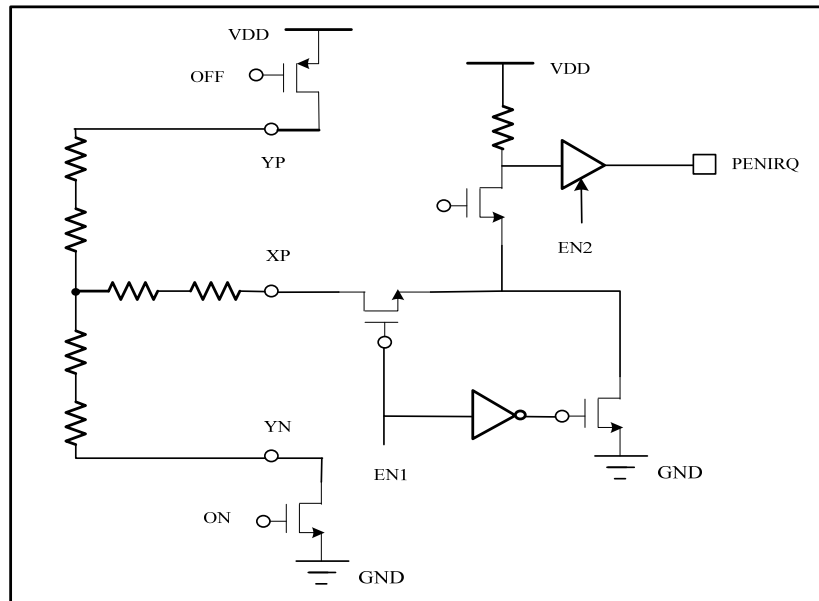 VDD
OFF
VDD
YP
PENIRQ
EN2
XP
YN
EN1
GND
ON
GND